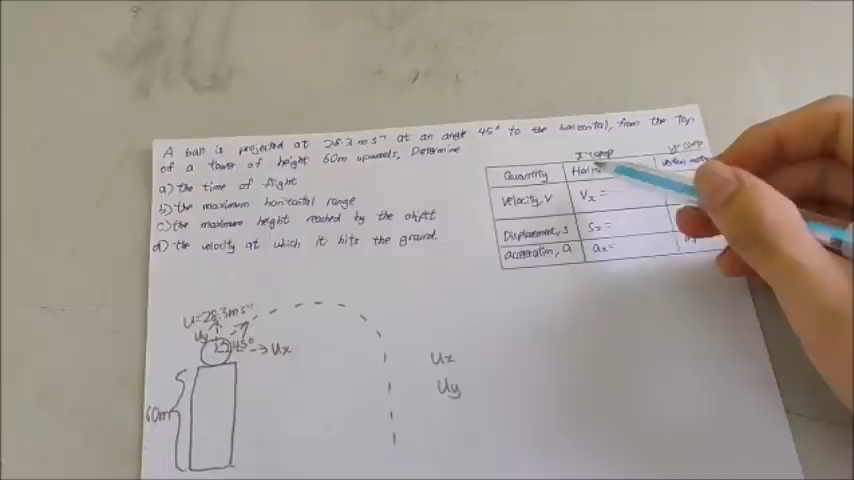 A ball is projected at 28.3 ms⁻¹ at an angle 45° to the horizontal, from the top
of a tower of height 60m upwards. Determine
a) the time of flight
b) the maximum horizontal range
c) the maximum height reached by the object
d) the velocity at which it hits the ground.
x-comp y-comp
Quantity
Velocity, V Vx =
Displacement, s Sx =
acceleration, a ax =
U=28.3ms⁻¹
Uy
45° → Ux
60m
Ux
Uy